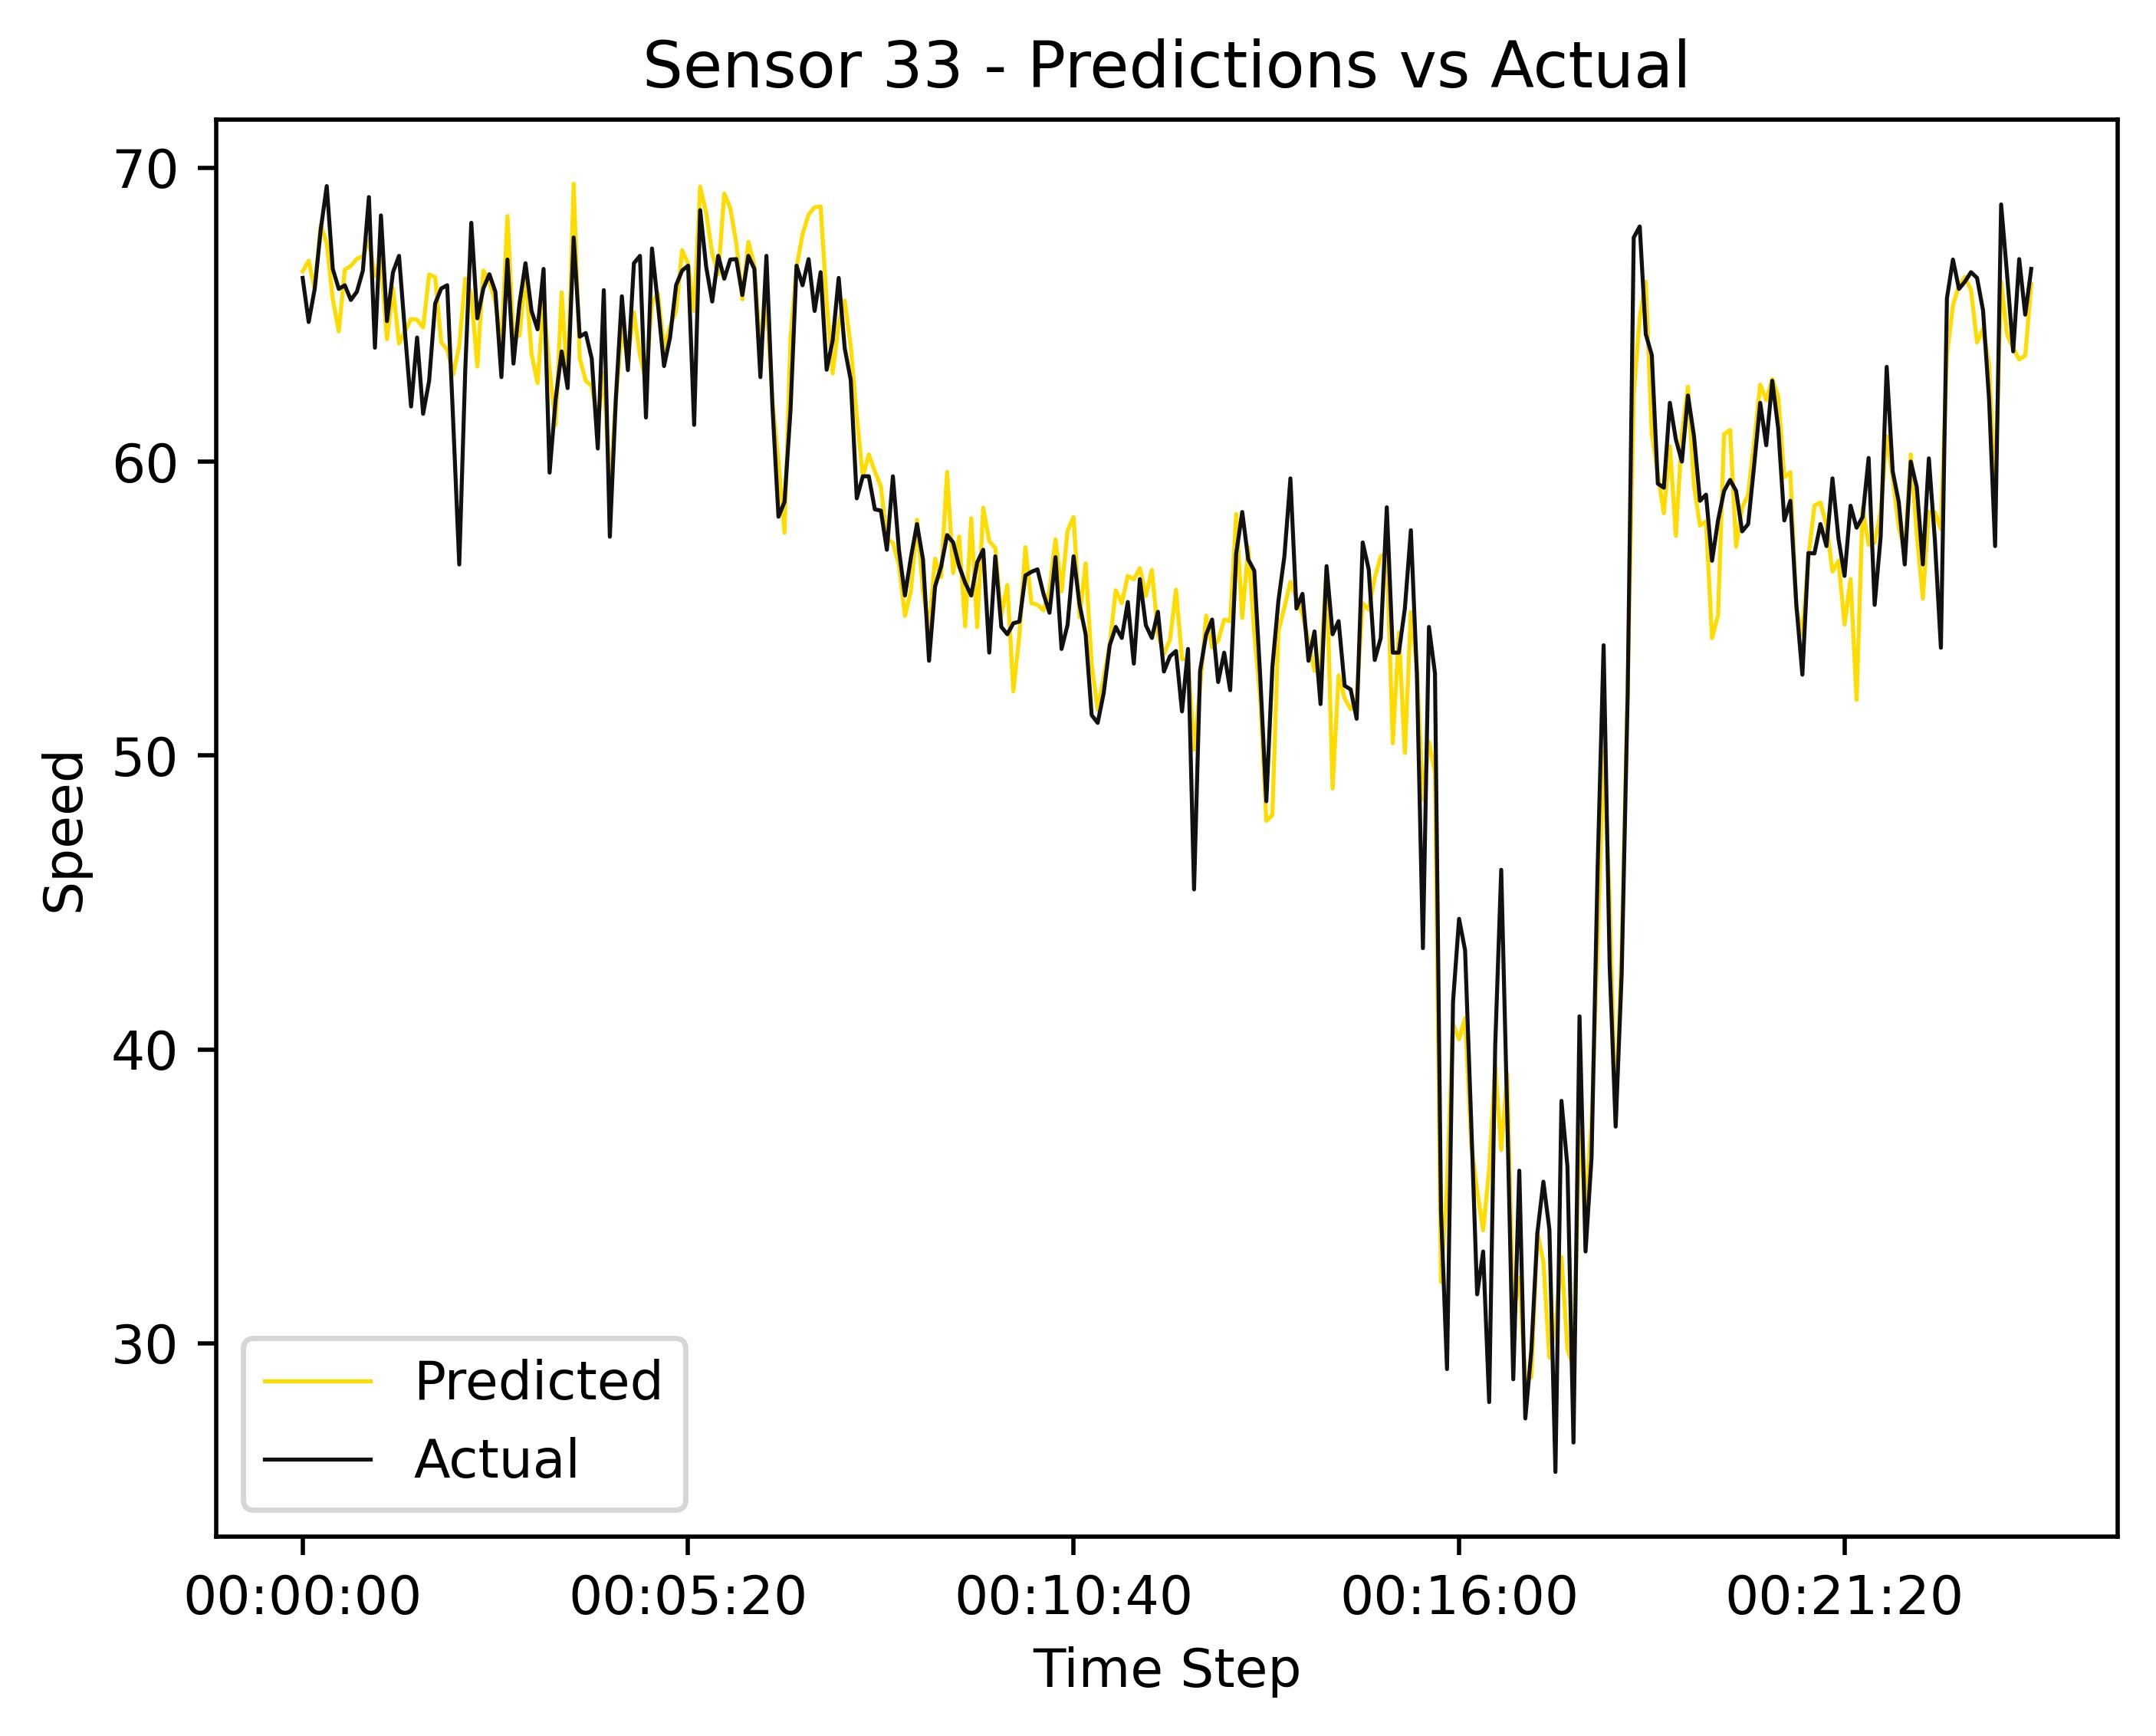 Sensor 33 - Predictions vs Actual
70
60
50
40
30
Speed
Predicted
Actual
00:00:00 00:05:20 00:10:40 00:16:00 00:21:20
Time Step